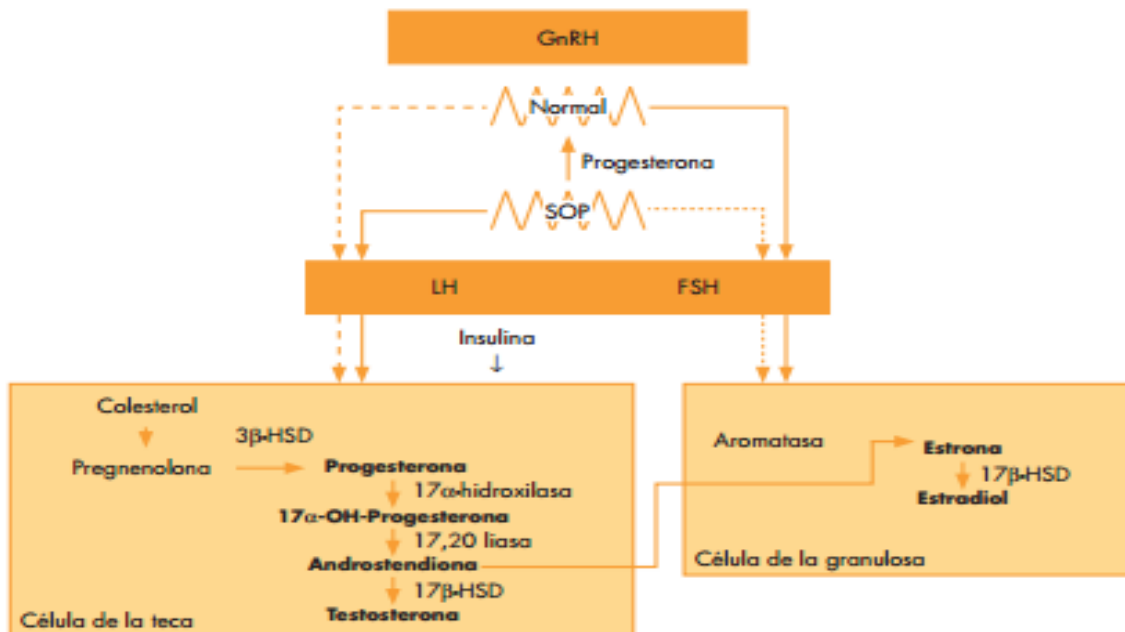 GnRH
Normal
Progesterona
SOP
LH FSH
Insulina
↓
Colesterol
3β-HSD
Pregnenolona
Progesterona
17α-hidroxilasa
17α-OH-Progesterona
17,20 liasa
Androstendiona
17β-HSD
Testosterona
Célula de la teca
Aromatasa
Estrona
17β-HSD
Estradiol
Célula de la granulosa